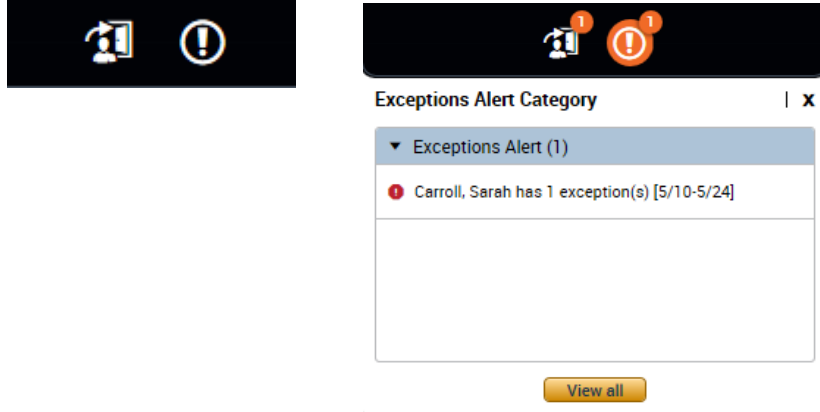 1 1
Exceptions Alert Category | x
Exceptions Alert (1)
Carroll, Sarah has 1 exception(s) [5/10-5/24]
View all